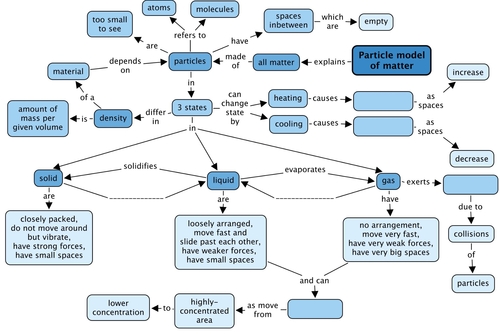 atoms
molecules
too small
to see
refers to
are
spaces
inbetween
which
are
empty
have
particles
made
of
all matter
explains
Particle model
of matter
material
depends
on
in
of a
amount of
mass per
given volume
is
density
differ
in
3 states
can
change
state
by
heating
causes
as
spaces
increase
cooling
causes
as
spaces
decrease
in
solid
solidifies
liquid
evaporates
gas
exerts
are
are
have
due to
closely packed,
do not move around
but vibrate,
have strong forces,
have small spaces
loosely arranged,
move fast and
slide past each other,
have weaker forces,
have small spaces
no arrangement,
move very fast,
have very weak forces,
have very big spaces
collisions
of
particles
and can
lower
concentration
to
highly-
concentrated
area
as move
from